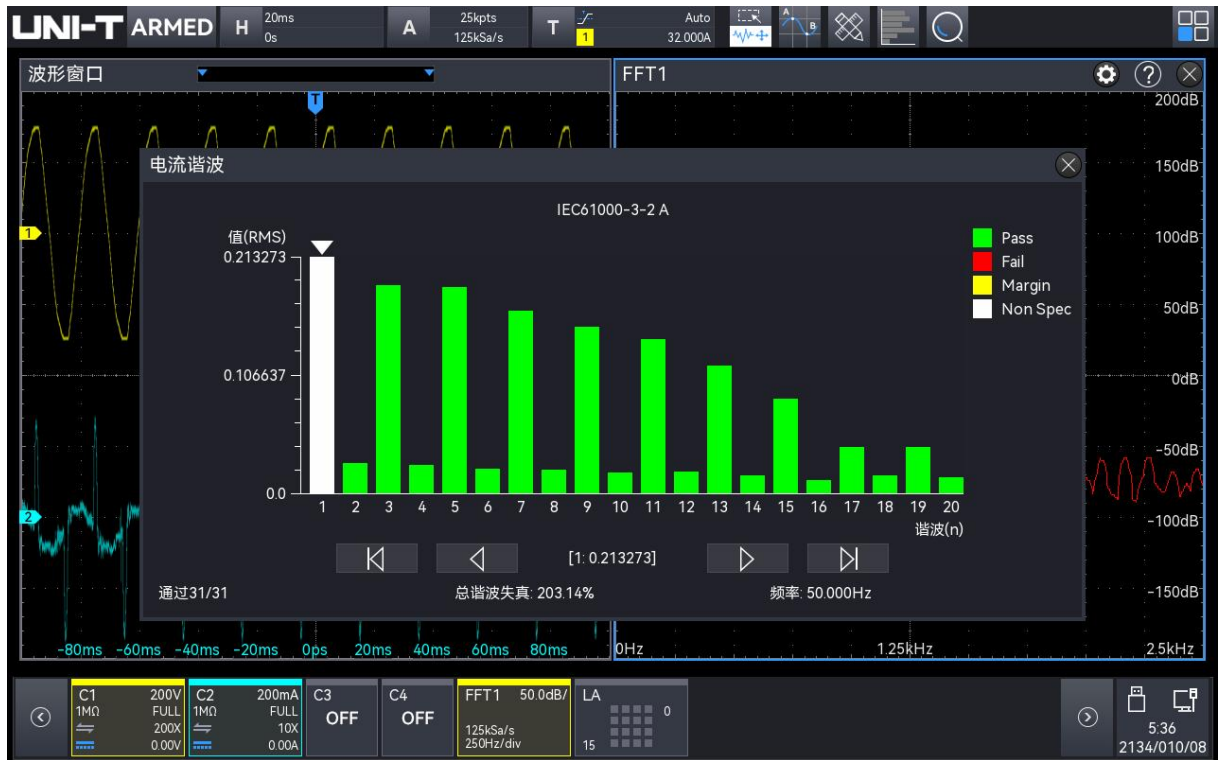 UNI-T ARMED H 20ms 0s A 25kpts 125kSa/s T 1 Auto 32.000A A B
波形窗口
FFT1 ?
T
200dB
150dB
100dB
50dB
0dB
-50dB
-100dB
-150dB
电流谐波
IEC61000-3-2 A
值(RMS)
0.213273
0.106637
0.0
Pass
Fail
Margin
Non Spec
1 2 3 4 5 6 7 8 9 10 11 12 13 14 15 16 17 18 19 20
谐波(n)
[1: 0.213273]
通过31/31 总谐波失真: 203.14% 频率: 50.000Hz
1
2
-80ms -60ms -40ms -20ms 0ps 20ms 40ms 60ms 80ms
0Hz 1.25kHz 2.5kHz
C1 200V
1MΩ FULL
200X
0.00V
C2 200mA
1MΩ FULL
10X
0.00A
C3
OFF
C4
OFF
FFT1 50.0dB/
125kSa/s
250Hz/div
LA
0
15
5:36
2134/010/08